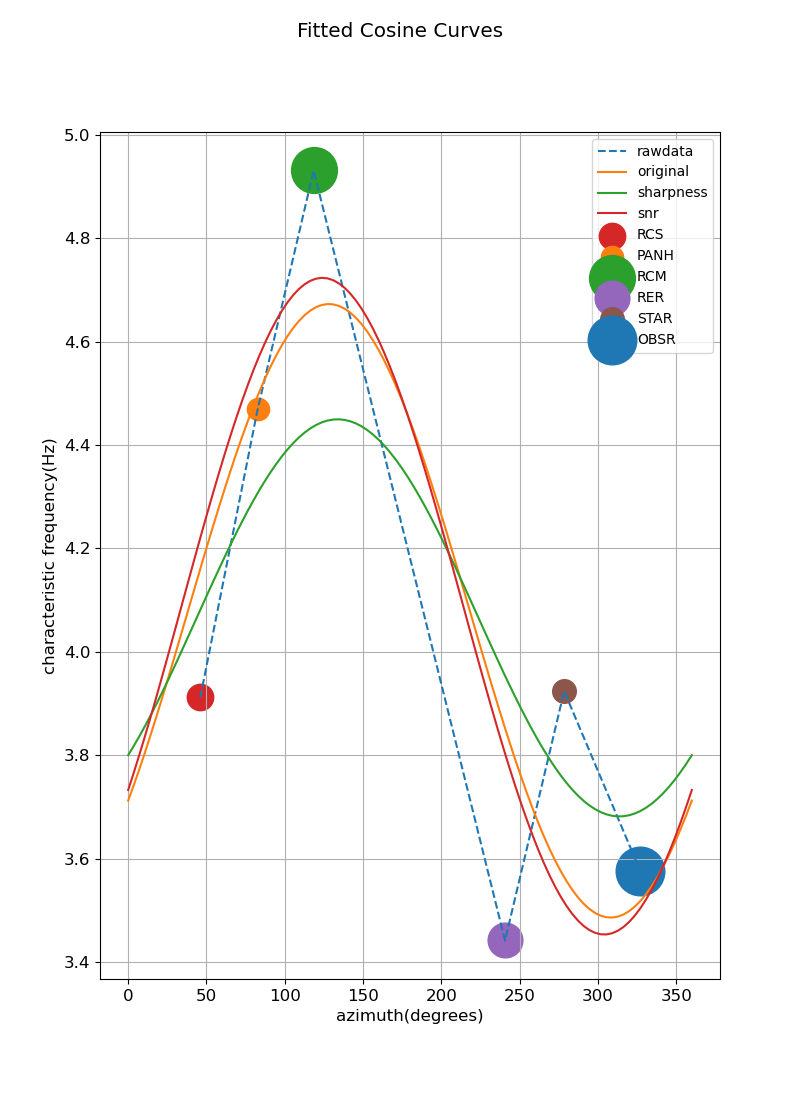 Fitted Cosine Curves
5.0
4.8
4.6
4.4
4.2
4.0
3.8
3.6
3.4
characteristic frequency(Hz)
rawdata
original
sharpness
snr
RCS
PANH
RCM
RER
STAR
OBSR
0 50 100 150 200 250 300 350
azimuth(degrees)